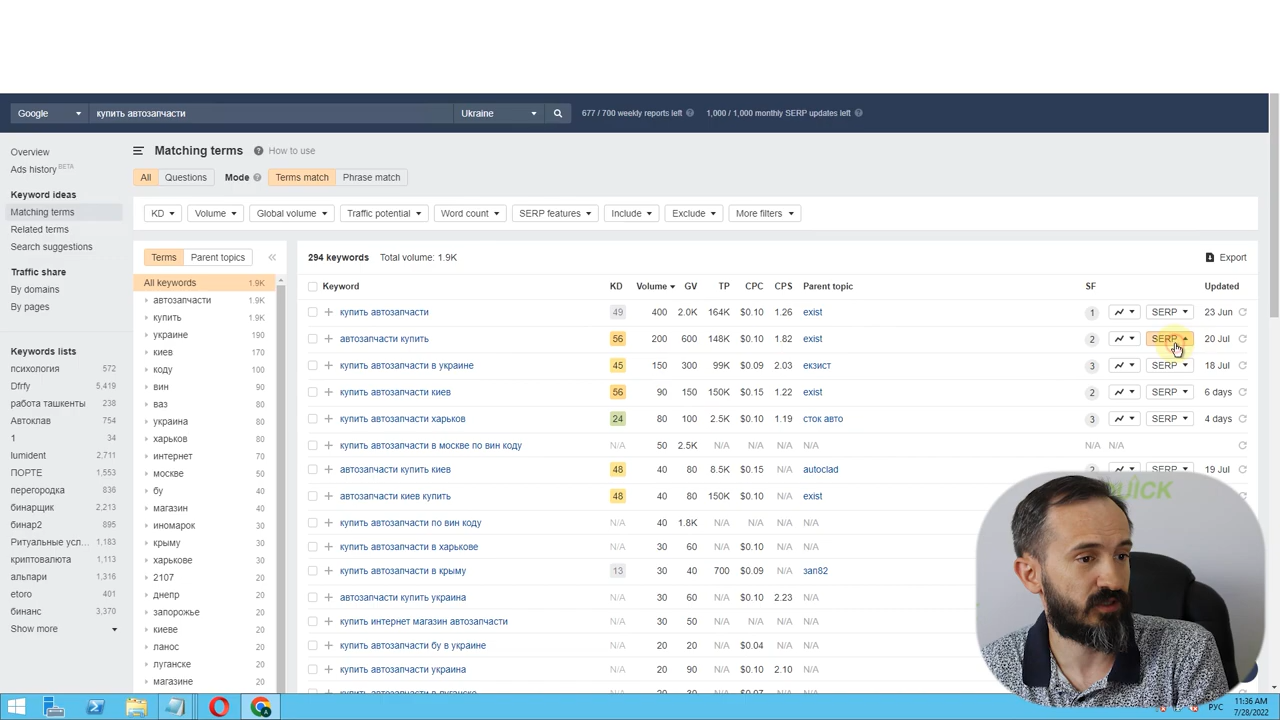 Google купить автозапчасти Ukraine 677 / 700 weekly reports left 1,000 / 1,000 monthly SERP updates left
Overview
Ads history BETA
Keyword ideas
Matching terms
Related terms
Search suggestions
Traffic share
By domains
By pages
Keywords lists
психология 572
Dfrfy 5,419
работа ташкенты 238
Автоклав 754
1 34
lumident 2,711
ПОРТЕ 1,553
перегородка 836
бинарщик 2,213
бинар2 895
Ритуальные усл... 1,183
криптовалюта 1,113
альпари 1,316
etoro 401
бинанс 3,370
Show more
Matching terms How to use
All Questions Mode Terms match Phrase match
KD Volume Global volume Traffic potential Word count SERP features Include Exclude More filters
Terms Parent topics
All keywords 1.9K
автозапчасти 1.9K
купить 1.9K
украине 190
киев 170
коду 100
вин 90
ваз 80
украина 80
харьков 80
интернет 60
москве 50
бу 40
магазин 40
иномарок 30
крыму 30
харькове 30
2107 20
днепр 20
запорожье 20
киеве 20
ланос 20
луганске 20
магазине 20
294 keywords Total volume: 1.9K Export
Keyword KD Volume GV TP CPC CPS Parent topic SF Updated
купить автозапчасти 49 400 2.0K 164K $0.10 1.26 exist 1 SERP 23 Jun
автозапчасти купить 56 200 600 148K $0.10 1.82 exist 2 SERP 20 Jul
купить автозапчасти в украине 45 150 300 99K $0.09 2.03 екзист 3 SERP 18 Jul
купить автозапчасти киев 56 90 150 150K $0.15 1.22 exist 2 SERP 6 days
купить автозапчасти харьков 24 80 100 2.5K $0.10 1.19 сток авто 3 SERP 4 days
купить автозапчасти в москве по вин коду N/A 50 2.5K N/A N/A N/A N/A N/A N/A
автозапчасти купить киев 48 40 80 8.5K $0.15 N/A autoclad SERP 19 Jul
автозапчасти киев купить 48 40 80 150K $0.10 N/A exist
купить автозапчасти по вин коду N/A 40 1.8K N/A N/A N/A N/A
купить автозапчасти в харькове N/A 30 60 N/A $0.10 N/A N/A
купить автозапчасти в крыму 13 30 40 700 $0.09 N/A зап82
автозапчасти купить украина N/A 30 60 N/A $0.10 2.23 N/A
купить интернет магазин автозапчасти N/A 30 50 N/A N/A N/A N/A
купить автозапчасти бу в украине N/A 20 20 N/A $0.04 N/A N/A
купить автозапчасти украина N/A 20 90 N/A $0.10 2.10 N/A
купить автозапчасти в луганске N/A 20 30 N/A $0.07 N/A N/A
UICK
РУС
11:36 AM
7/28/2022